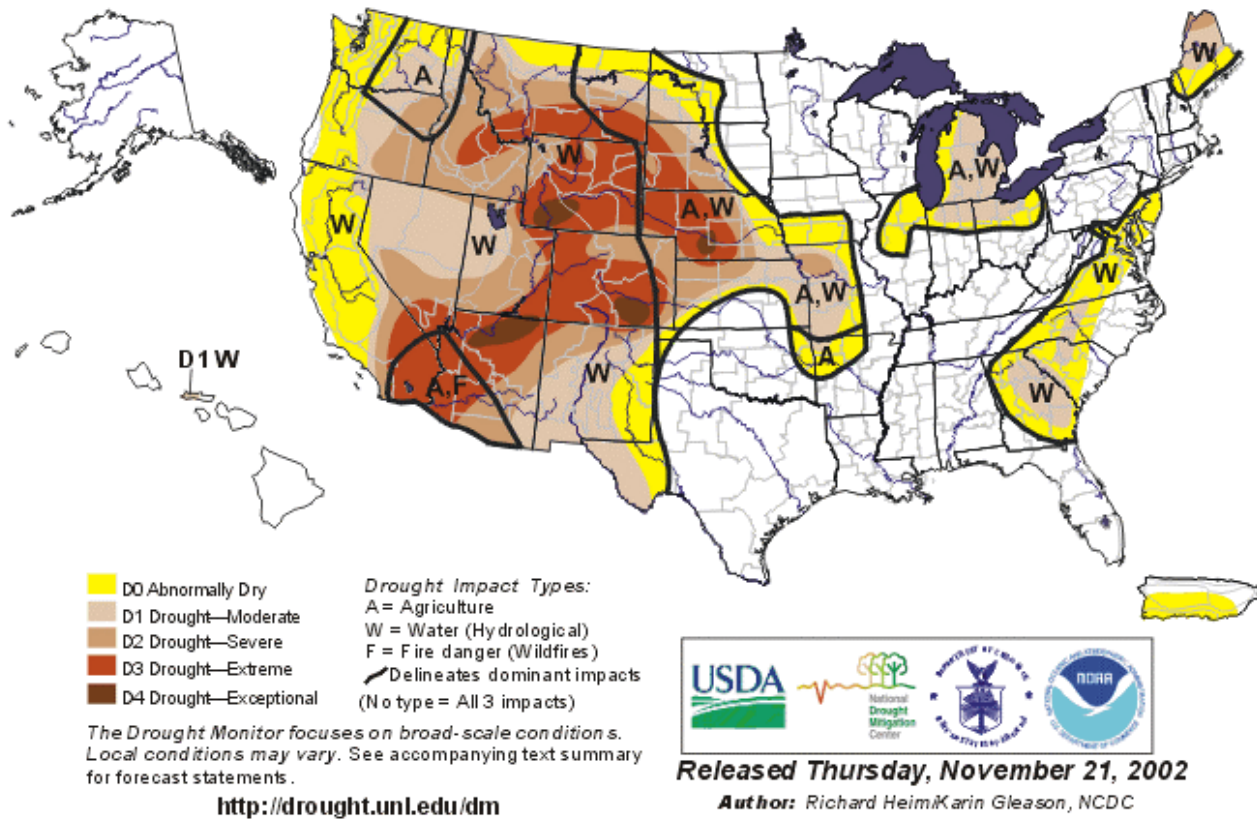 A
W
W
A,W
W
W
A,W
W
A,W
W
D1 W
A
A,F
W
W
D0 Abnormally Dry
D1 Drought—Moderate
D2 Drought—Severe
D3 Drought—Extreme
D4 Drought—Exceptional
Drought Impact Types:
A = Agriculture
W = Water (Hydrological)
F = Fire danger (Wildfires)
Delineates dominant impacts
(No type = All 3 impacts)
The Drought Monitor focuses on broad-scale conditions.
Local conditions may vary. See accompanying text summary
for forecast statements.
http://drought.unl.edu/dm
USDA
National
Drought
Mitigation
Center
NOAA
Released Thursday, November 21, 2002
Author: Richard Heim/Karin Gleason, NCDC